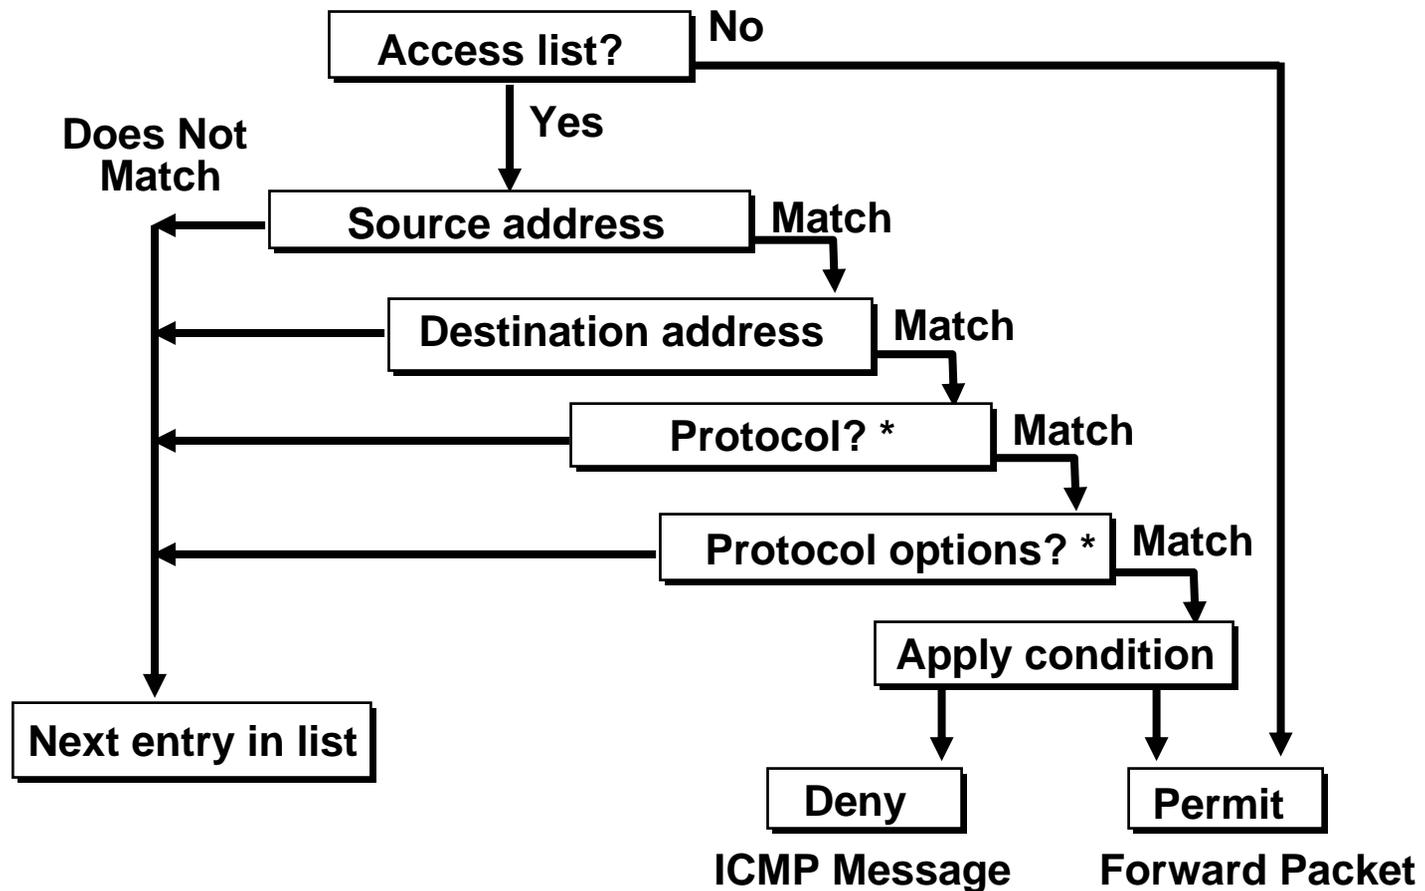 Access list?
No
Yes
Does Not
Match
Source address
Match
Destination address
Match
Protocol? *
Match
Protocol options? *
Match
Apply condition
Next entry in list
Deny
Permit
ICMP Message
Forward Packet